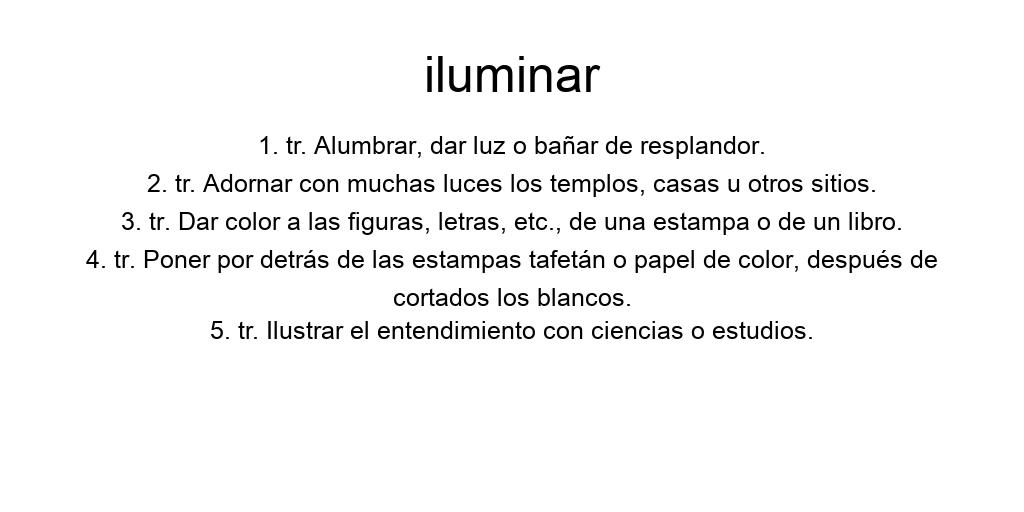 iluminar
1. tr. Alumbrar, dar luz o bañar de resplandor.
2. tr. Adornar con muchas luces los templos, casas u otros sitios.
3. tr. Dar color a las figuras, letras, etc., de una estampa o de un libro.
4. tr. Poner por detrás de las estampas tafetán o papel de color, después de
cortados los blancos.
5. tr. Ilustrar el entendimiento con ciencias o estudios.